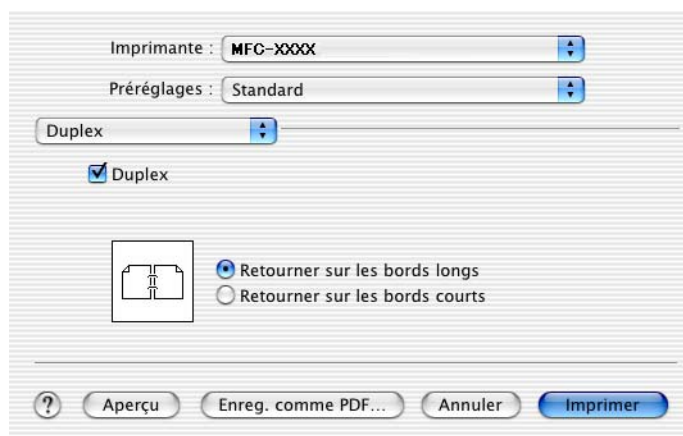 Imprimante : MFC-XXXX
Préréglages : Standard
Duplex
Duplex
Retourner sur les bords longs
Retourner sur les bords courts
? Aperçu Enreg. comme PDF... Annuler Imprimer